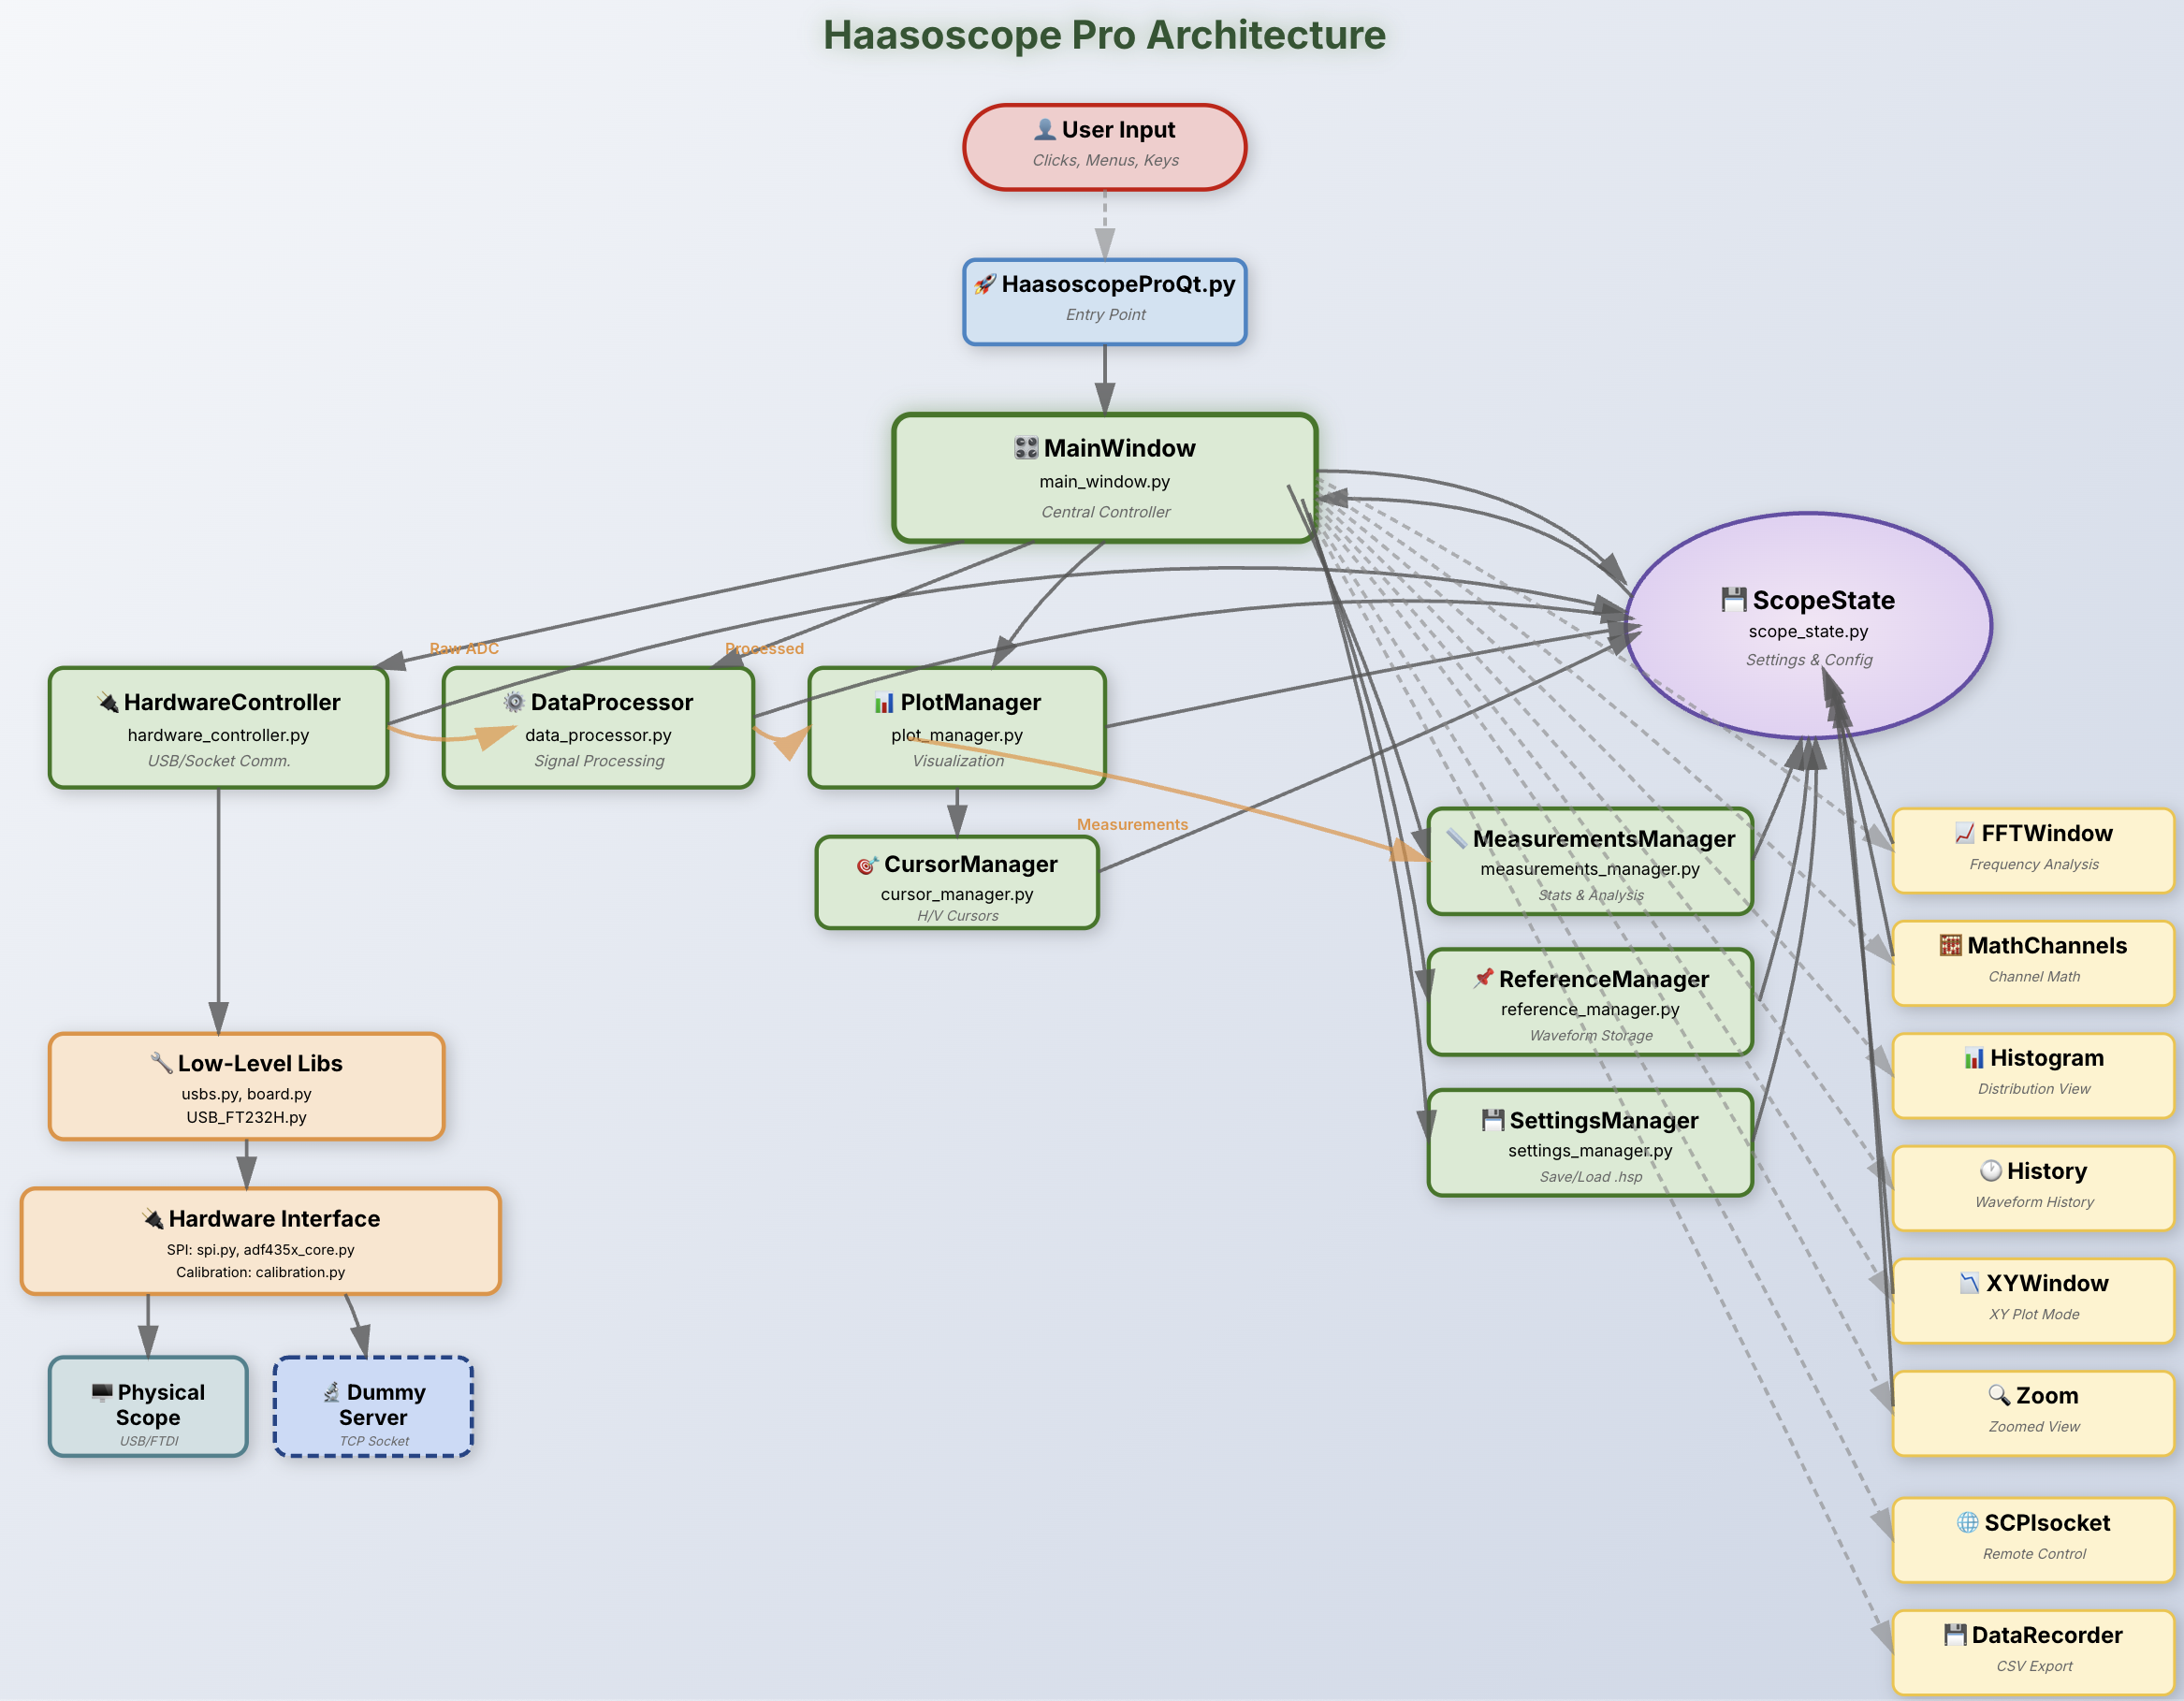 Haasoscope Pro Architecture
User Input
Clicks, Menus, Keys
HaasoscopeProQt.py
Entry Point
MainWindow
main_window.py
Central Controller
ScopeState
scope_state.py
Settings & Config
Raw ADC
Processed
HardwareController
hardware_controller.py
USB/Socket Comm.
DataProcessor
data_processor.py
Signal Processing
PlotManager
plot_manager.py
Visualization
Measurements
CursorManager
cursor_manager.py
H/V Cursors
MeasurementsManager
measurements_manager.py
Stats & Analysis
ReferenceManager
reference_manager.py
Waveform Storage
SettingsManager
settings_manager.py
Save/Load .hsp
FFTWindow
Frequency Analysis
MathChannels
Channel Math
Histogram
Distribution View
History
Waveform History
XYWindow
XY Plot Mode
Zoom
Zoomed View
SCPIsocket
Remote Control
DataRecorder
CSV Export
Low-Level Libs
usbs.py, board.py
USB_FT232H.py
Hardware Interface
SPI: spi.py, adf435x_core.py
Calibration: calibration.py
Physical
Scope
USB/FTDI
Dummy
Server
TCP Socket